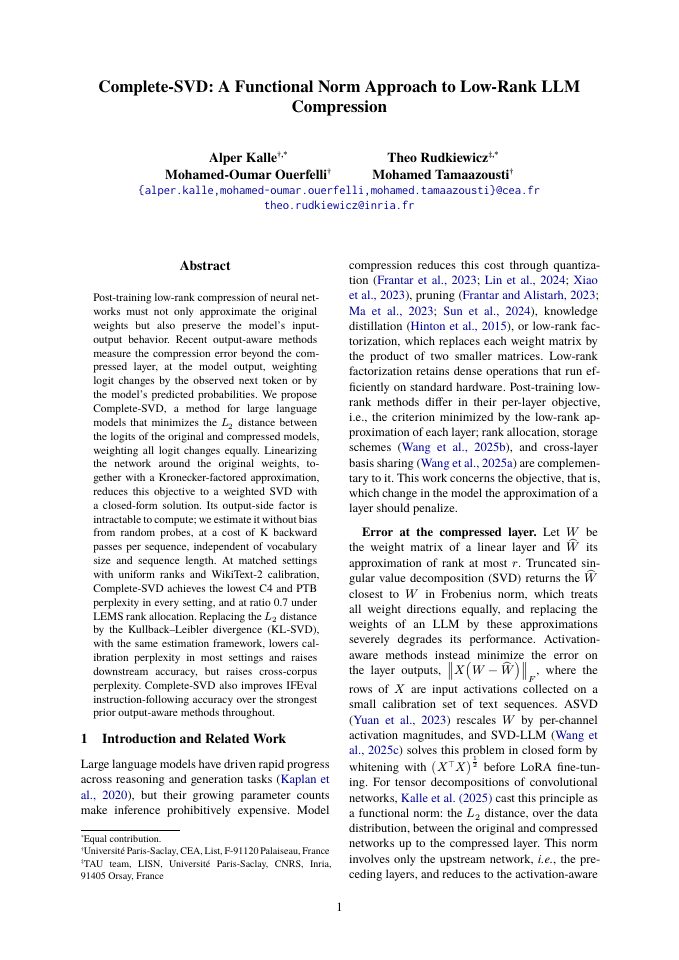 Complete-SVD: A Functional Norm Approach to Low-Rank LLM
Compression
Alper Kalle†,* Theo Rudkiewicz‡,*
Mohamed-Oumar Ouerfelli† Mohamed Tamaazousti†
{alper.kalle,mohamed-oumar.ouerfelli,mohamed.tamaazousti}@cea.fr
theo.rudkiewicz@inria.fr
Abstract
Post-training low-rank compression of neural net-
works must not only approximate the original
weights but also preserve the model's input-
output behavior. Recent output-aware methods
measure the compression error beyond the com-
pressed layer, at the model output, weighting
logit changes by the observed next token or by
the model's predicted probabilities. We propose
Complete-SVD, a method for large language
models that minimizes the L₂ distance between
the logits of the original and compressed models,
weighting all logit changes equally. Linearizing
the network around the original weights, to-
gether with a Kronecker-factored approximation,
reduces this objective to a weighted SVD with
a closed-form solution. Its output-side factor is
intractable to compute; we estimate it without bias
from random probes, at a cost of K backward
passes per sequence, independent of vocabulary
size and sequence length. At matched settings
with uniform ranks and WikiText-2 calibration,
Complete-SVD achieves the lowest C4 and PTB
perplexity in every setting, and at ratio 0.7 under
LEMS rank allocation. Replacing the L₂ distance
by the Kullback–Leibler divergence (KL-SVD),
with the same estimation framework, lowers cal-
ibration perplexity in most settings and raises
downstream accuracy, but raises cross-corpus
perplexity. Complete-SVD also improves IFEval
instruction-following accuracy over the strongest
prior output-aware methods throughout.
1 Introduction and Related Work
Large language models have driven rapid progress
across reasoning and generation tasks (Kaplan et
al., 2020), but their growing parameter counts
make inference prohibitively expensive. Model
*Equal contribution.
†Université Paris-Saclay, CEA, List, F-91120 Palaiseau, France
‡TAU team, LISN, Université Paris-Saclay, CNRS, Inria,
91405 Orsay, France
compression reduces this cost through quantiza-
tion (Frantar et al., 2023; Lin et al., 2024; Xiao
et al., 2023), pruning (Frantar and Alistarh, 2023;
Ma et al., 2023; Sun et al., 2024), knowledge
distillation (Hinton et al., 2015), or low-rank fac-
torization, which replaces each weight matrix by
the product of two smaller matrices. Low-rank
factorization retains dense operations that run ef-
ficiently on standard hardware. Post-training low-
rank methods differ in their per-layer objective,
i.e., the criterion minimized by the low-rank ap-
proximation of each layer; rank allocation, storage
schemes (Wang et al., 2025b), and cross-layer
basis sharing (Wang et al., 2025a) are complemen-
tary to it. This work concerns the objective, that is,
which change in the model the approximation of a
layer should penalize.
Error at the compressed layer. Let W be
the weight matrix of a linear layer and Ŵ its
approximation of rank at most r. Truncated sin-
gular value decomposition (SVD) returns the Ŵ
closest to W in Frobenius norm, which treats
all weight directions equally, and replacing the
weights of an LLM by these approximations
severely degrades its performance. Activation-
aware methods instead minimize the error on
the layer outputs, ‖X(W − Ŵ)‖_F, where the
rows of X are input activations collected on a
small calibration set of text sequences. ASVD
(Yuan et al., 2023) rescales W by per-channel
activation magnitudes, and SVD-LLM (Wang et
al., 2025c) solves this problem in closed form by
whitening with (X⊤X)^½ before LoRA fine-tun-
ing. For tensor decompositions of convolutional
networks, Kalle et al. (2025) cast this principle as
a functional norm: the L₂ distance, over the data
distribution, between the original and compressed
networks up to the compressed layer. This norm
involves only the upstream network, i.e., the pre-
ceding layers, and reduces to the activation-aware
1